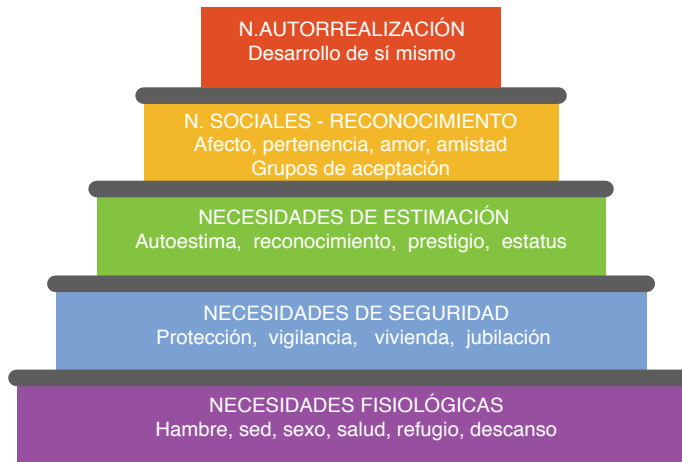 N.AUTORREALIZACIÓN
Desarrollo de sí mismo
N. SOCIALES - RECONOCIMIENTO
Afecto, pertenencia, amor, amistad
Grupos de aceptación
NECESIDADES DE ESTIMACIÓN
Autoestima, reconocimiento, prestigio, estatus
NECESIDADES DE SEGURIDAD
Protección, vigilancia, vivienda, jubilación
NECESIDADES FISIOLÓGICAS
Hambre, sed, sexo, salud, refugio, descanso